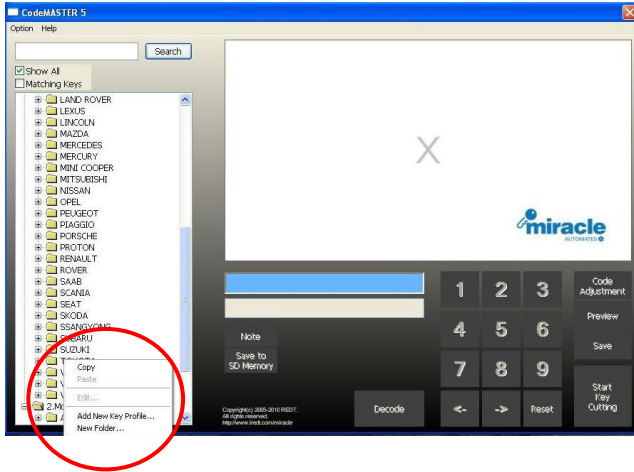 CodeMASTER 5
Option Help
Search
Show All
Matching Keys
LAND ROVER
LEXUS
LINCOLN
MAZDA
MERCEDES
MERCURY
MINI COOPER
MITSUBISHI
NISSAN
OPEL
PEUGEOT
PIAGGIO
PORSCHE
PROTON
RENAULT
ROVER
SAAB
SCANIA
SEAT
SKODA
SSANGYONG
SUBARU
SUZUKI
TOYOTA
V
V
V
2.Mo
A
Copy
Paste
Edit...
Add New Key Profile...
New Folder...
X
miracle
AUTOMATED
Note
Save to
SD Memory
Copyright(c) 2005-2010 REDT.
All rights reserved.
http://www.iredt.com/miracle
Decode
1 2 3
4 5 6
7 8 9
<- -> Reset
Code
Adjustment
Preview
Save
Start
Key
Cutting